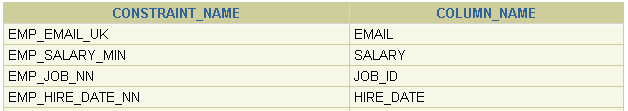 CONSTRAINT_NAME COLUMN_NAME
EMP_EMAIL_UK EMAIL
EMP_SALARY_MIN SALARY
EMP_JOB_NN JOB_ID
EMP_HIRE_DATE_NN HIRE_DATE